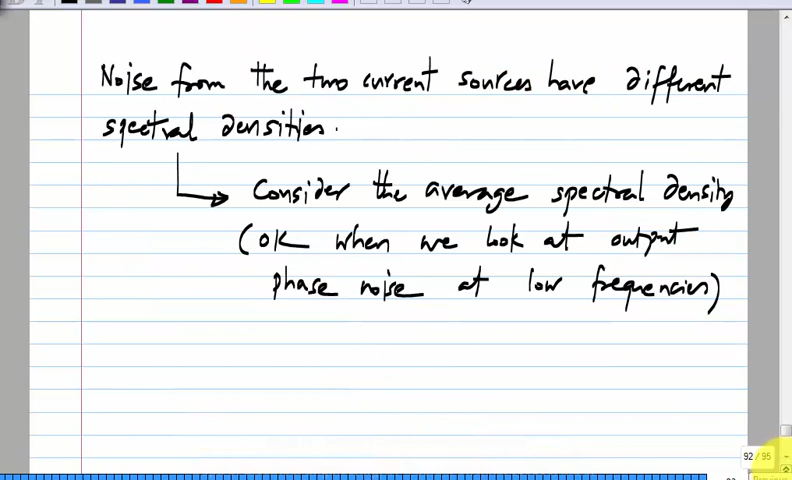 Noise from the two current sources have different
spectral densities.
Consider the average spectral density
(OK when we look at output
phase noise at low frequencies)
92 / 95